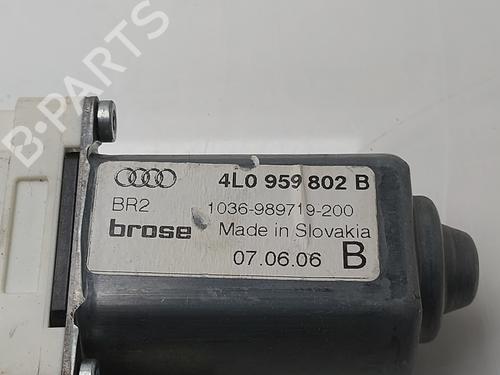 B-PARTS
4L0 959 802 B
BR2 1036-989719-200
brose Made in Slovakia
07.06.06 B